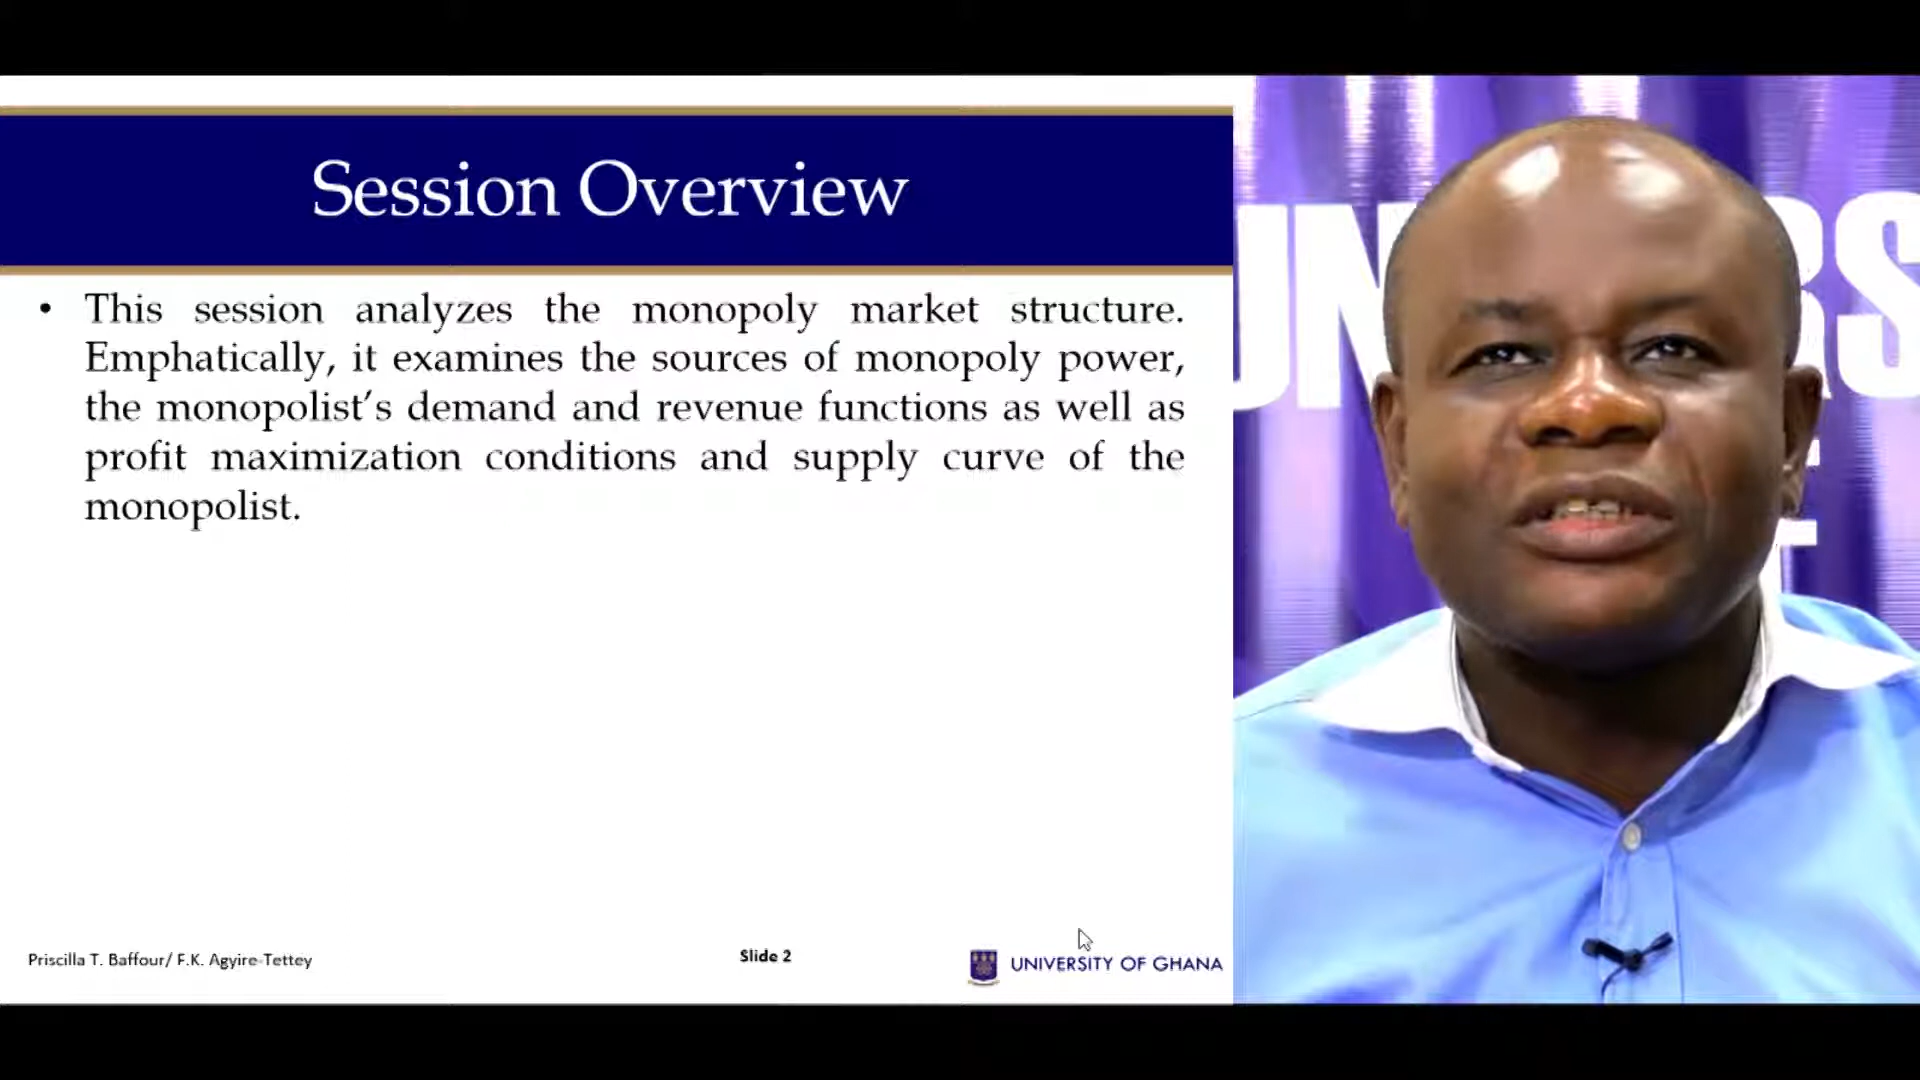 Session Overview
• This session analyzes the monopoly market structure.
Emphatically, it examines the sources of monopoly power,
the monopolist's demand and revenue functions as well as
profit maximization conditions and supply curve of the
monopolist.
Priscilla T. Baffour/ F.K. Agyire-Tettey
Slide 2
UNIVERSITY OF GHANA